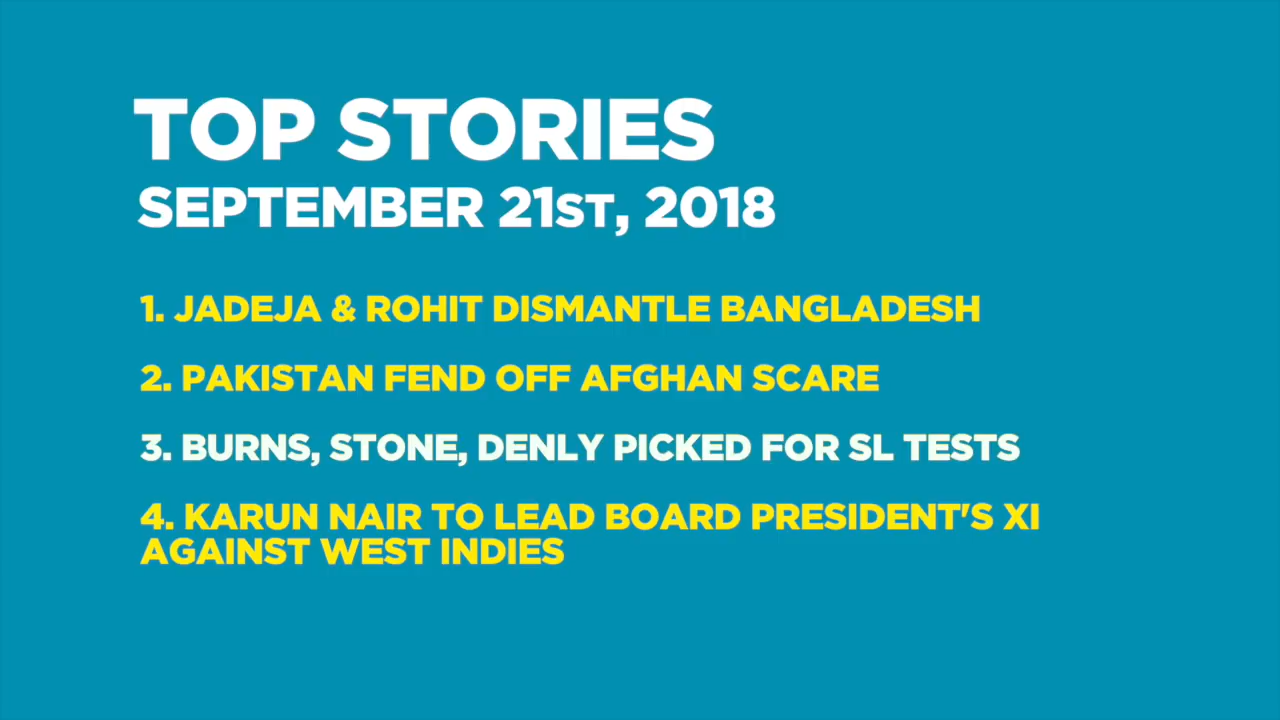 TOP STORIES
SEPTEMBER 21ST, 2018
1. JADEJA & ROHIT DISMANTLE BANGLADESH
2. PAKISTAN FEND OFF AFGHAN SCARE
3. BURNS, STONE, DENLY PICKED FOR SL TESTS
4. KARUN NAIR TO LEAD BOARD PRESIDENT'S XI
AGAINST WEST INDIES